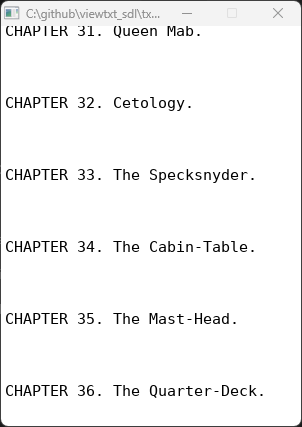 C:\github\viewtxt_sdl\tx...
CHAPTER 31. Queen Mab.
CHAPTER 32. Cetology.
CHAPTER 33. The Specksnyder.
CHAPTER 34. The Cabin-Table.
CHAPTER 35. The Mast-Head.
CHAPTER 36. The Quarter-Deck.